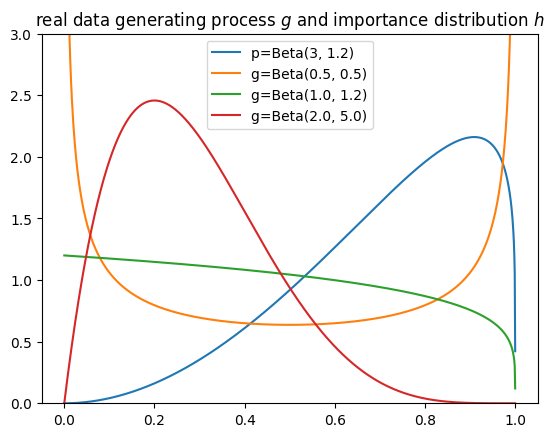 real data generating process g and importance distribution h
p=Beta(3, 1.2)
g=Beta(0.5, 0.5)
g=Beta(1.0, 1.2)
g=Beta(2.0, 5.0)
3.0
2.5
2.0
1.5
1.0
0.5
0.0
0.0 0.2 0.4 0.6 0.8 1.0